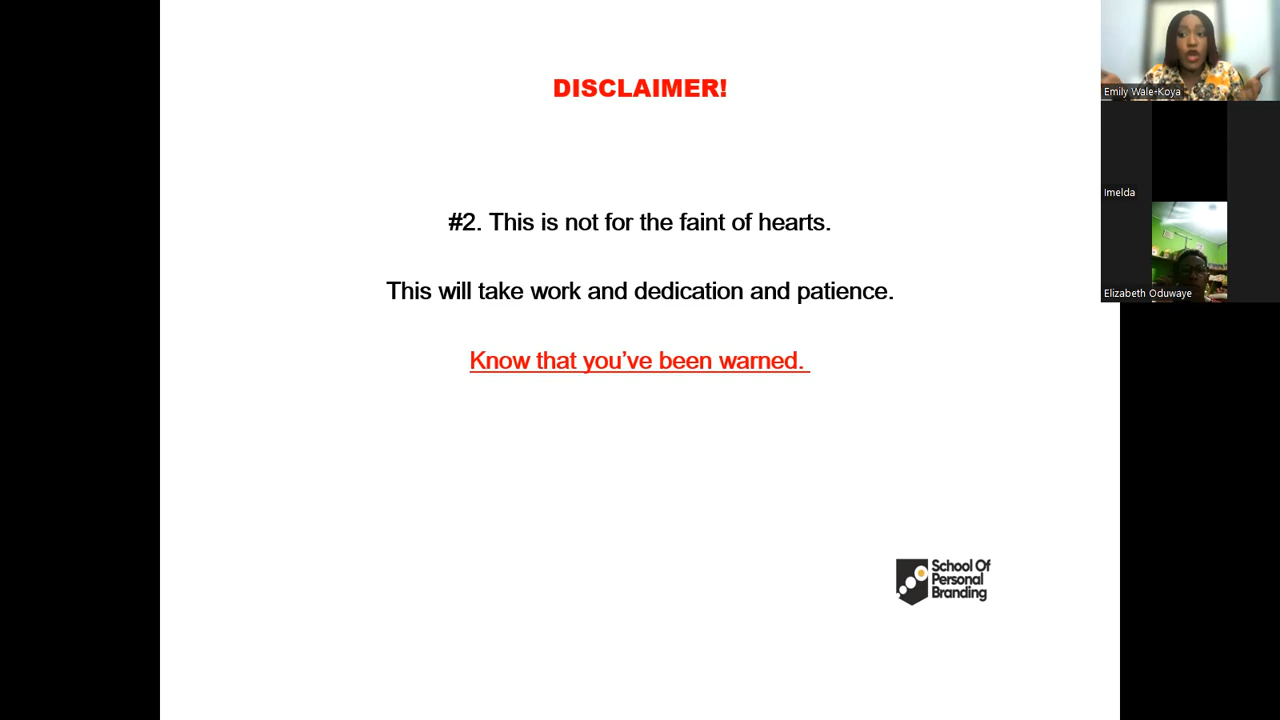 DISCLAIMER!
#2. This is not for the faint of hearts.
This will take work and dedication and patience.
Know that you’ve been warned.
School Of
Personal
Branding
Emily Wale-Koya
Imelda
Elizabeth Oduwaye